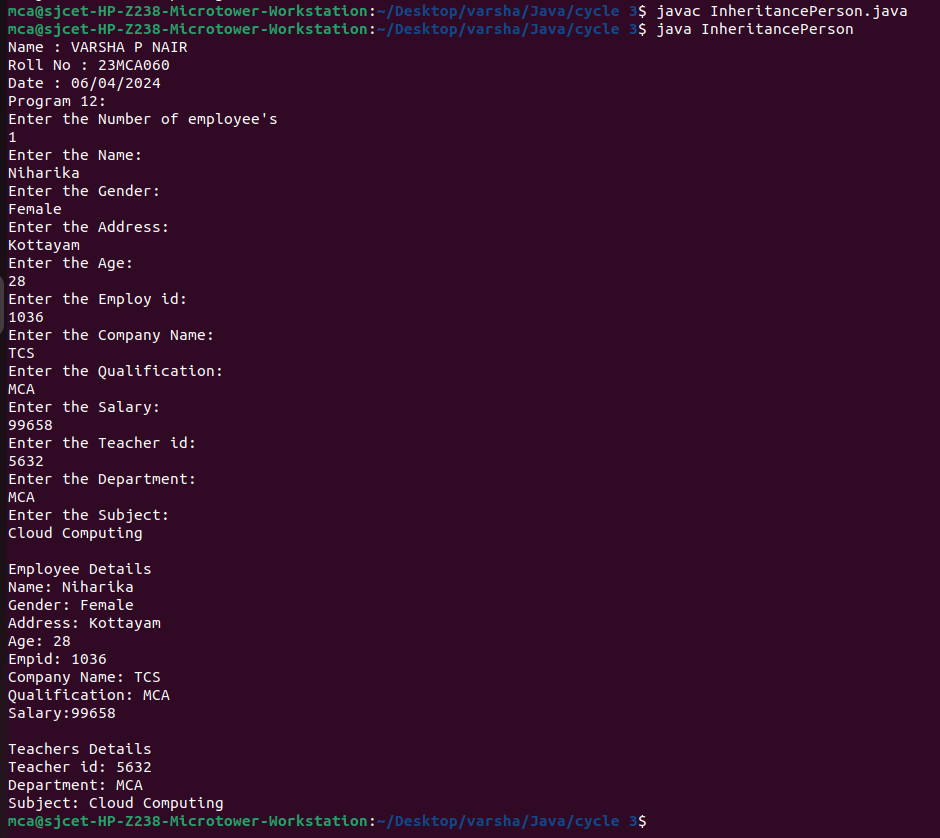 mca@sjcet-HP-Z238-Microtower-Workstation:~/Desktop/varsha/Java/cycle 3$ javac InheritancePerson.java
mca@sjcet-HP-Z238-Microtower-Workstation:~/Desktop/varsha/Java/cycle 3$ java InheritancePerson
Name : VARSHA P NAIR
Roll No : 23MCA060
Date : 06/04/2024
Program 12:
Enter the Number of employee's
1
Enter the Name:
Niharika
Enter the Gender:
Female
Enter the Address:
Kottayam
Enter the Age:
28
Enter the Employ id:
1036
Enter the Company Name:
TCS
Enter the Qualification:
MCA
Enter the Salary:
99658
Enter the Teacher id:
5632
Enter the Department:
MCA
Enter the Subject:
Cloud Computing

Employee Details
Name: Niharika
Gender: Female
Address: Kottayam
Age: 28
Empid: 1036
Company Name: TCS
Qualification: MCA
Salary:99658

Teachers Details
Teacher id: 5632
Department: MCA
Subject: Cloud Computing
mca@sjcet-HP-Z238-Microtower-Workstation:~/Desktop/varsha/Java/cycle 3$